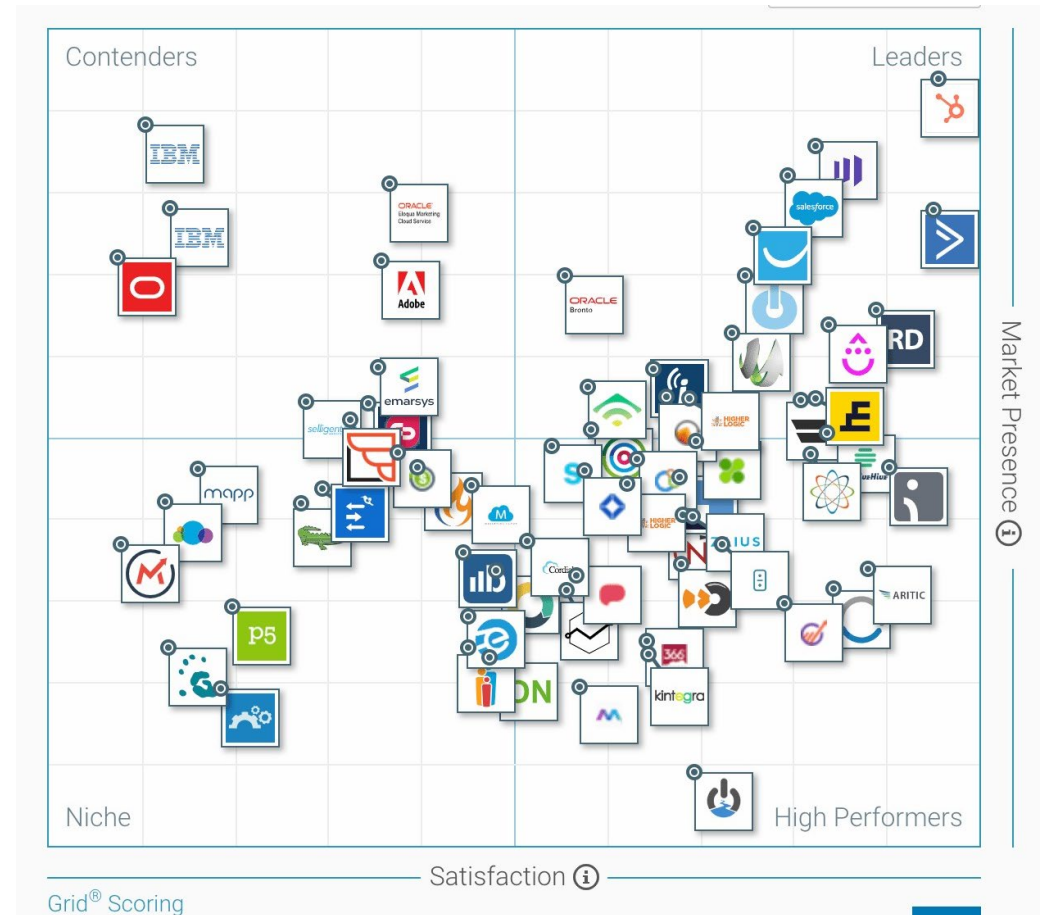 Contenders
Leaders
IBM
ORACLE
Eloqua Marketing
Cloud Service
salesforce
IBM
Adobe
ORACLE
Bronto
RD
emarsys
HIGHER
LOGIC
selligent
mapp
M
HIGHER
LOGIC
Cordial
ARITIC
p5
366
ON
kintegra
Niche
High Performers
Market Presence
Satisfaction
Grid® Scoring